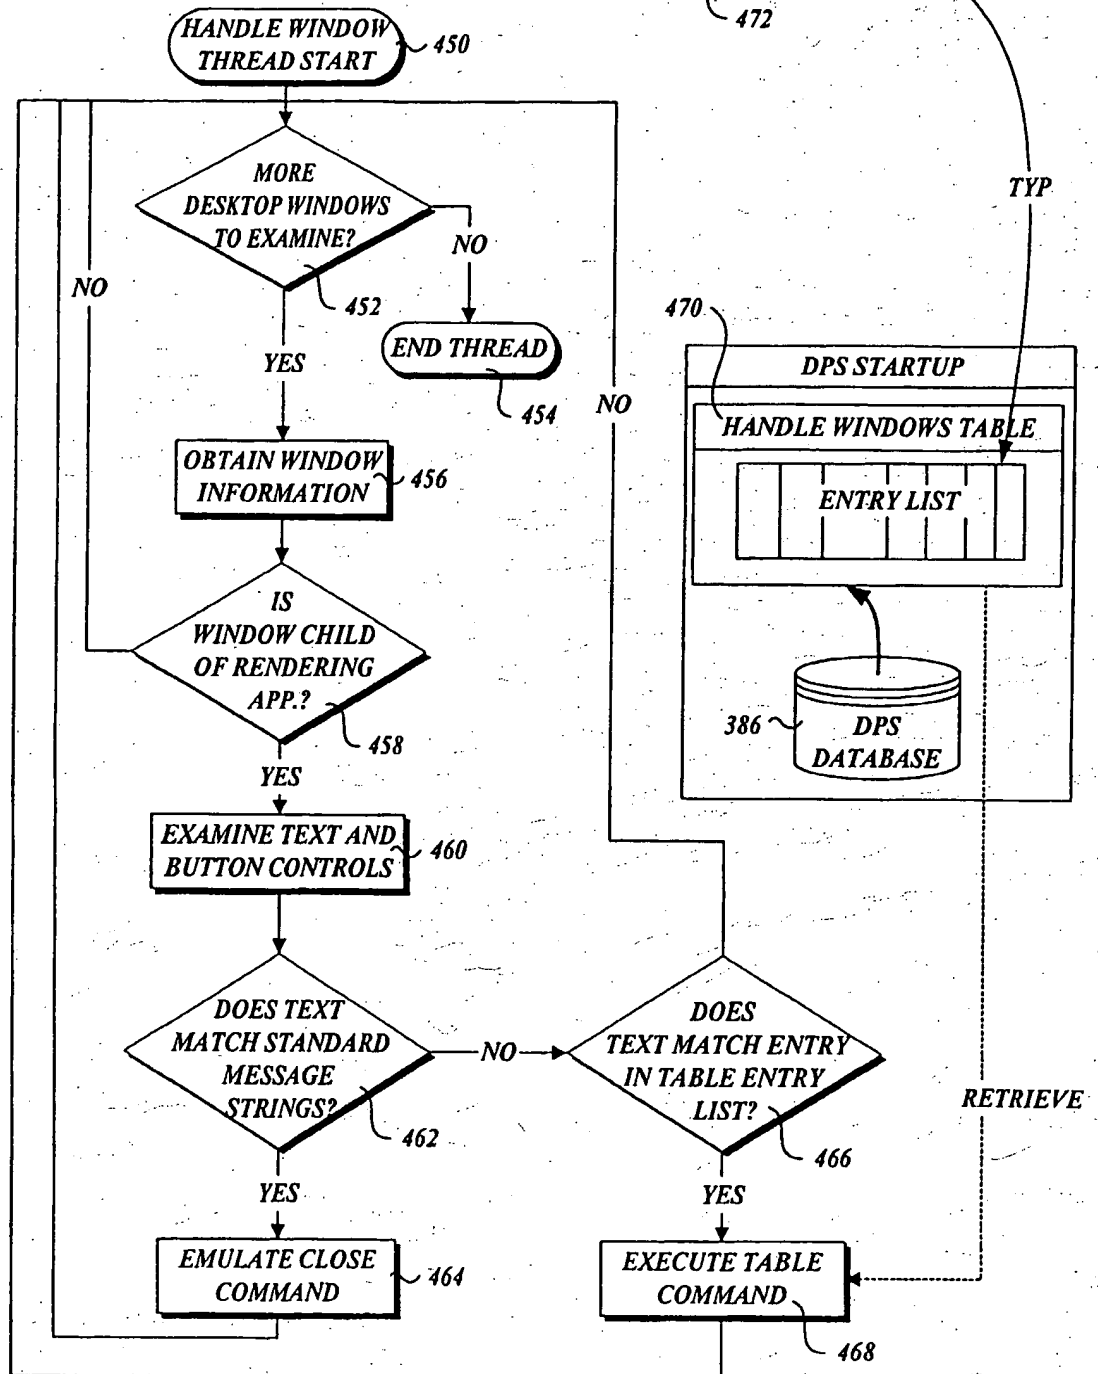 472
HANDLE WINDOW
THREAD START
450
TYP
MORE
DESKTOP WINDOWS
TO EXAMINE?
452
NO
NO
END THREAD
454
YES
NO
470
DPS STARTUP
HANDLE WINDOWS TABLE
ENTRY LIST
OBTAIN WINDOW
INFORMATION
456
IS
WINDOW CHILD
OF RENDERING
APP.?
458
386
DPS
DATABASE
YES
EXAMINE TEXT AND
BUTTON CONTROLS
460
DOES TEXT
MATCH STANDARD
MESSAGE
STRINGS?
462
NO
DOES
TEXT MATCH ENTRY
IN TABLE ENTRY
LIST?
466
RETRIEVE
YES
YES
EMULATE CLOSE
COMMAND
464
EXECUTE TABLE
COMMAND
468